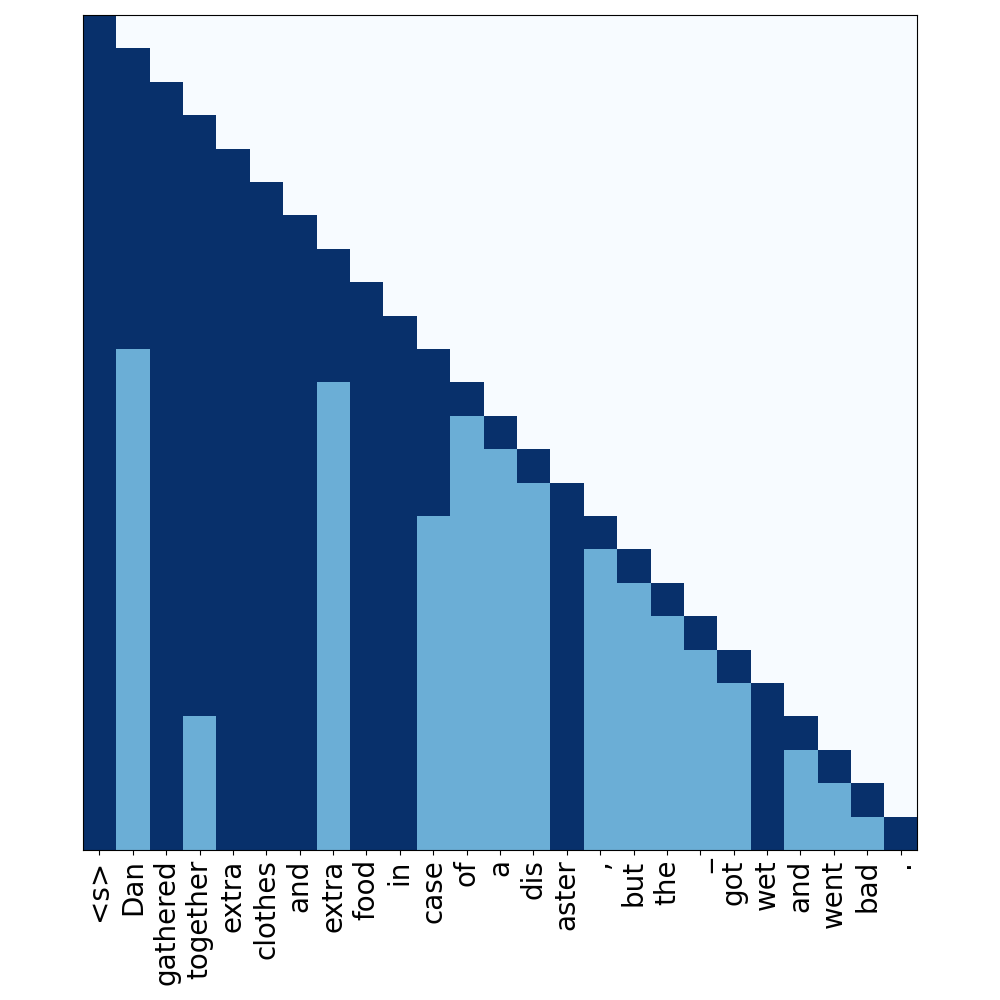 <s> Dan gathered together extra clothes and extra food in case of a dis aster , but the _ got wet and went bad .